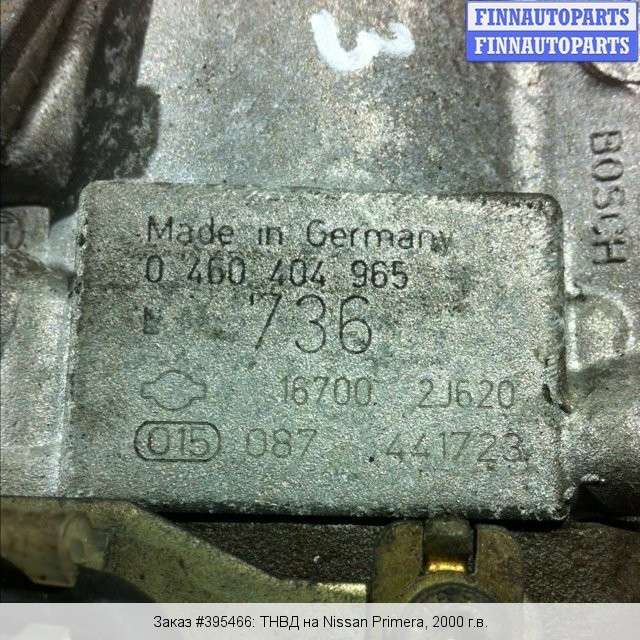 FINNAUTOPARTS
FINNAUTOPARTS
3
BOSCH
Made in Germany
0 460 404 965
736
16700 2J620
015 087 441723
Заказ #395466: ТНВД на Nissan Primera, 2000 г.в.